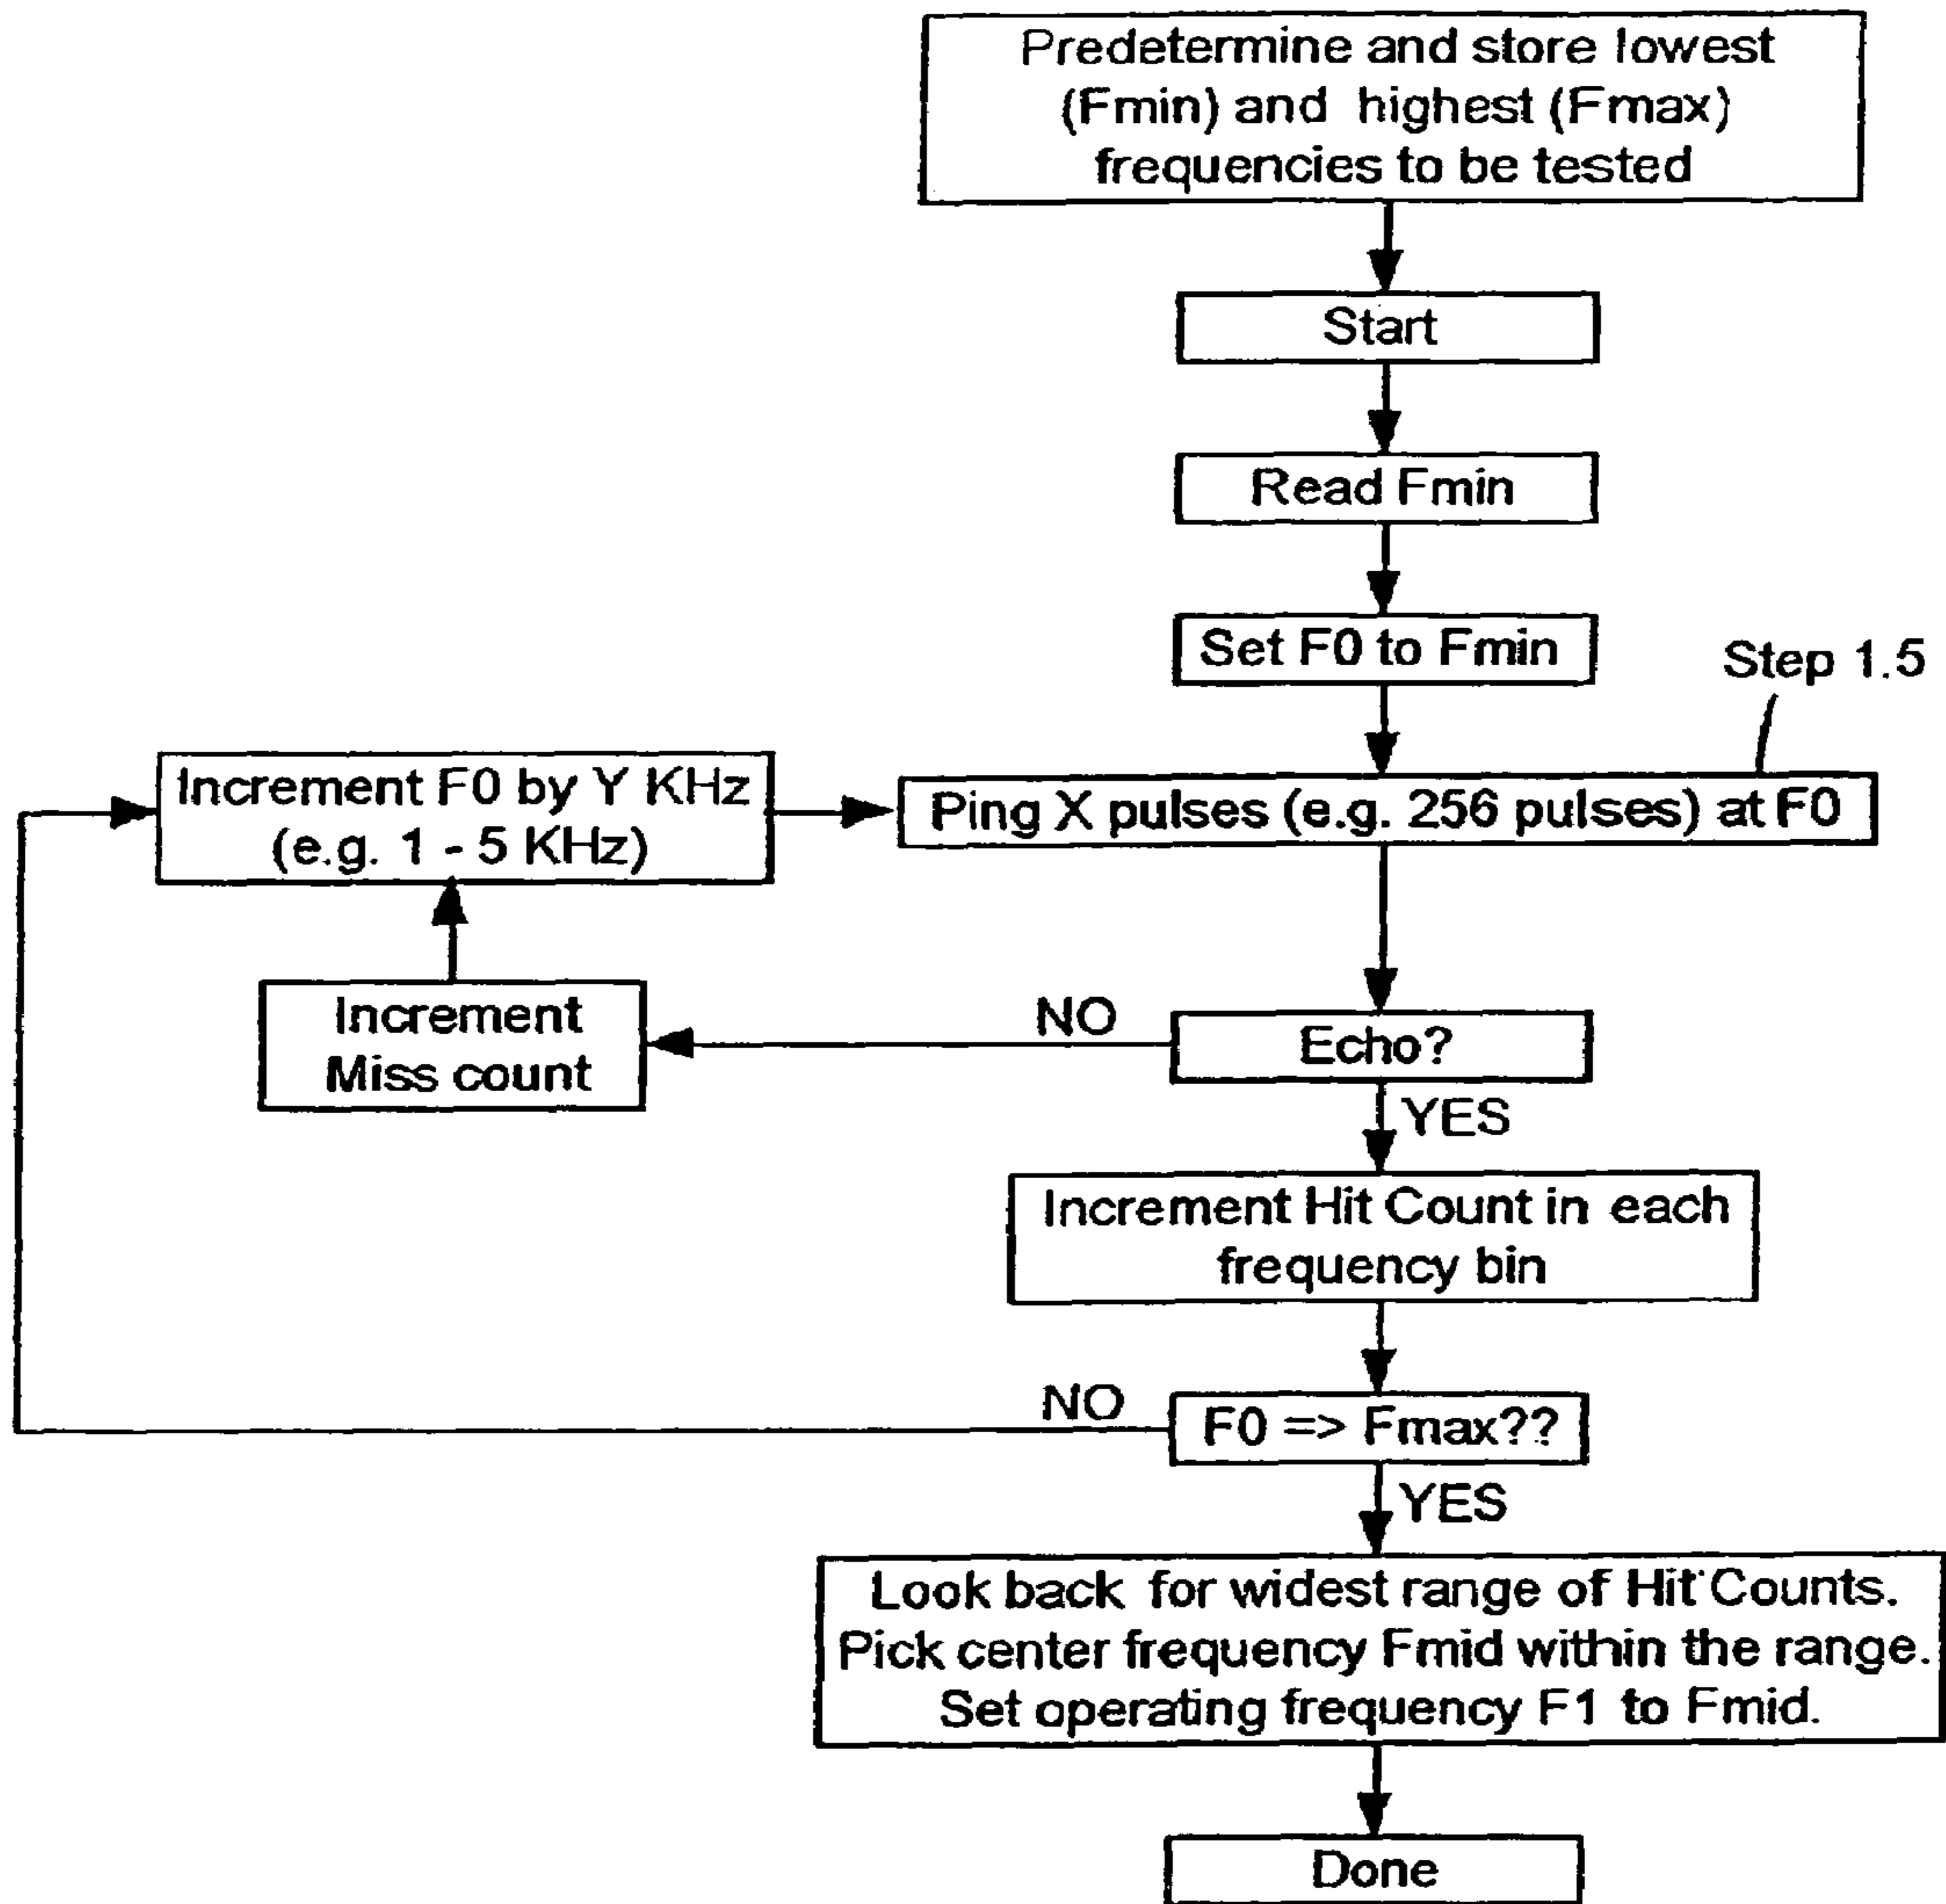 Predetermine and store lowest
(Fmin) and highest (Fmax)
frequencies to be tested
Start
Read Fmin
Set F0 to Fmin
Step 1.5
Increment F0 by Y KHz
(e.g. 1 - 5 KHz)
Ping X pulses (e.g. 256 pulses) at F0
Increment
Miss count
NO
Echo?
YES
Increment Hit Count in each
frequency bin
NO
F0 => Fmax??
YES
Look back for widest range of Hit Counts.
Pick center frequency Fmid within the range.
Set operating frequency F1 to Fmid.
Done